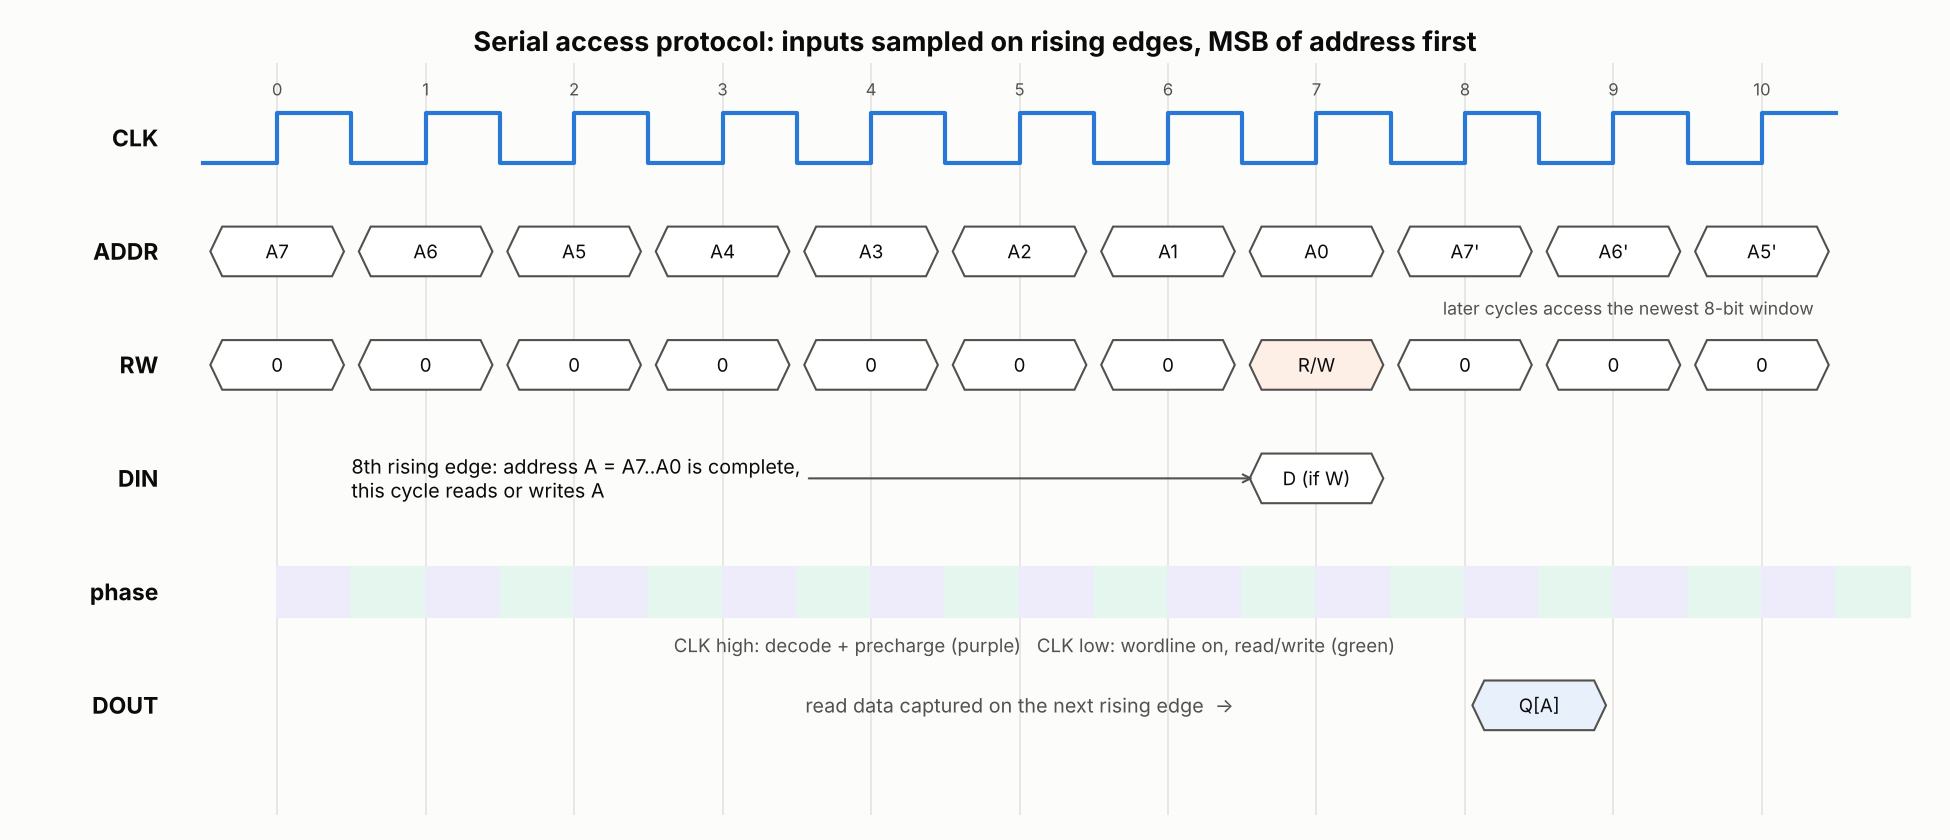 Serial access protocol: inputs sampled on rising edges, MSB of address first
0 1 2 3 4 5 6 7 8 9 10
CLK
ADDR A7 A6 A5 A4 A3 A2 A1 A0 A7' A6' A5'
later cycles access the newest 8-bit window
RW 0 0 0 0 0 0 0 R/W 0 0 0
8th rising edge: address A = A7..A0 is complete,
DIN D (if W)
this cycle reads or writes A
phase
CLK high: decode + precharge (purple) CLK low: wordline on, read/write (green)
DOUT read data captured on the next rising edge → Q[A]